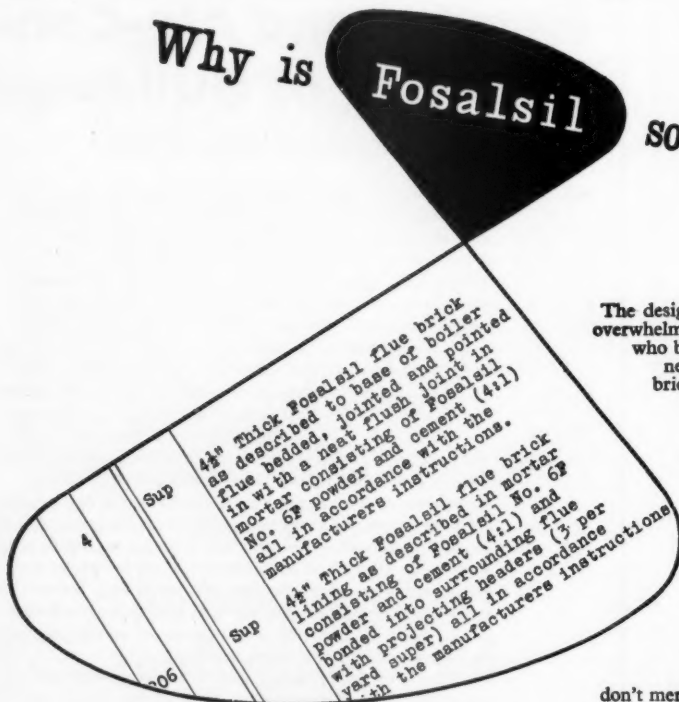 Why is Fosalsil so
The desig
overwhelm
who b
ne
bric
4
Sup
4½" Thick Fosalsil flue brick
as described to base of boiler
flue bedded, jointed and pointed
in with a neat flush joint in
mortar consisting of Fosalsil
No. 6F powder and cement (4:1)
all in accordance with the
manufacturers instructions.
206
Sup
4½" Thick Fosalsil flue brick
lining as described in mortar
consisting of Fosalsil No. 6F
powder and cement (4:1) and
bonded into surrounding flue
with projecting headers (3 per
yard super) all in accordance
with the manufacturers instructions
don't mer